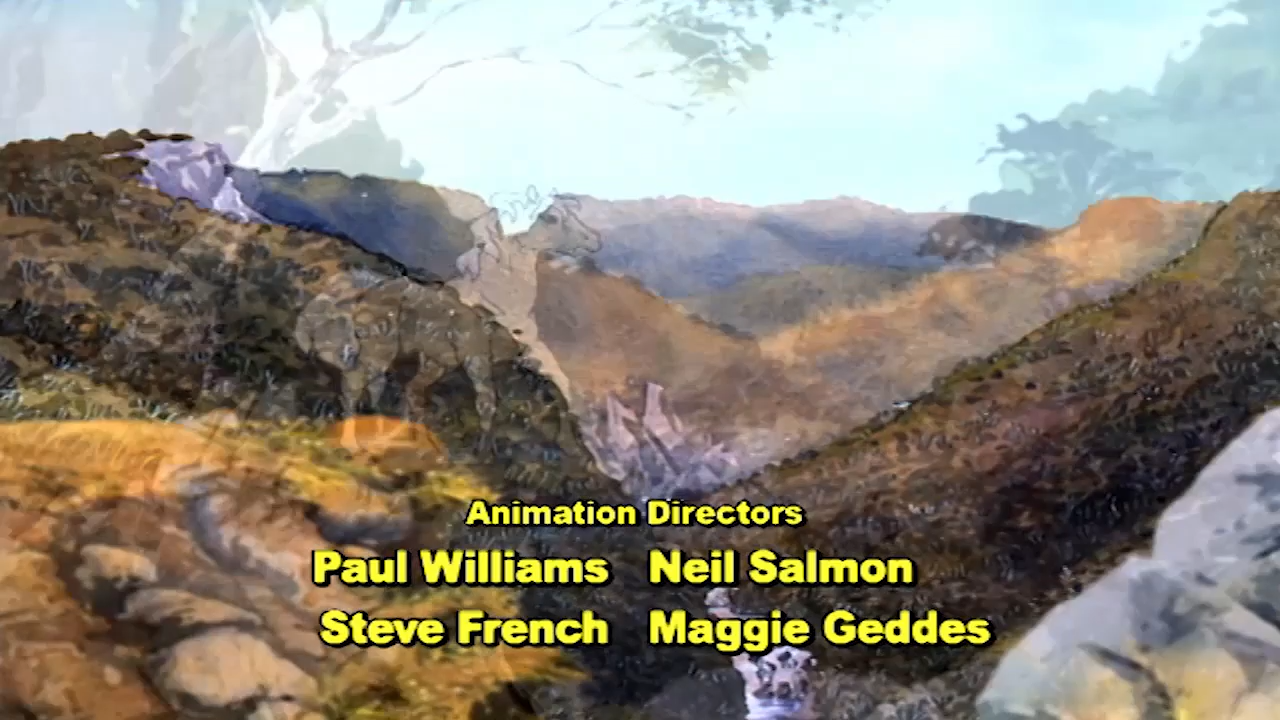 Animation Directors
Paul Williams Neil Salmon
Steve French Maggie Geddes